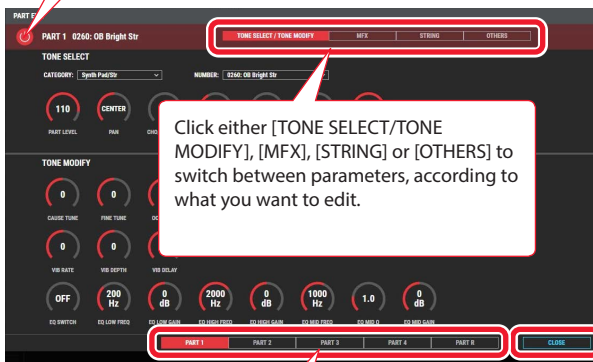 PART E
PART 1 0260: OB Bright Str
TONE SELECT / TONE MODIFY MFX STRING OTHERS
TONE SELECT
CATEGORY: Synth Pad/Str NUMBER: 0260: OB Bright Str
110 CENTER
PART LEVEL PAN CHO
Click either [TONE SELECT/TONE
MODIFY], [MFX], [STRING] or [OTHERS] to
switch between parameters, according to
what you want to edit.
TONE MODIFY
0 0
CAUSE TUNE FINE TUNE
0 0
VIB RATE VIB DEPTH VIB DELAY
OFF 200 Hz 0 dB 2000 Hz 0 dB 1000 Hz 1.0 0 dB
EQ SWITCH EQ LOW FREQ EQ LOW GAIN EQ HIGH FREQ EQ HIGH GAIN EQ MID FREQ EQ MID Q EQ MID GAIN
PART 1 PART 2 PART 3 PART 4 PART R CLOSE